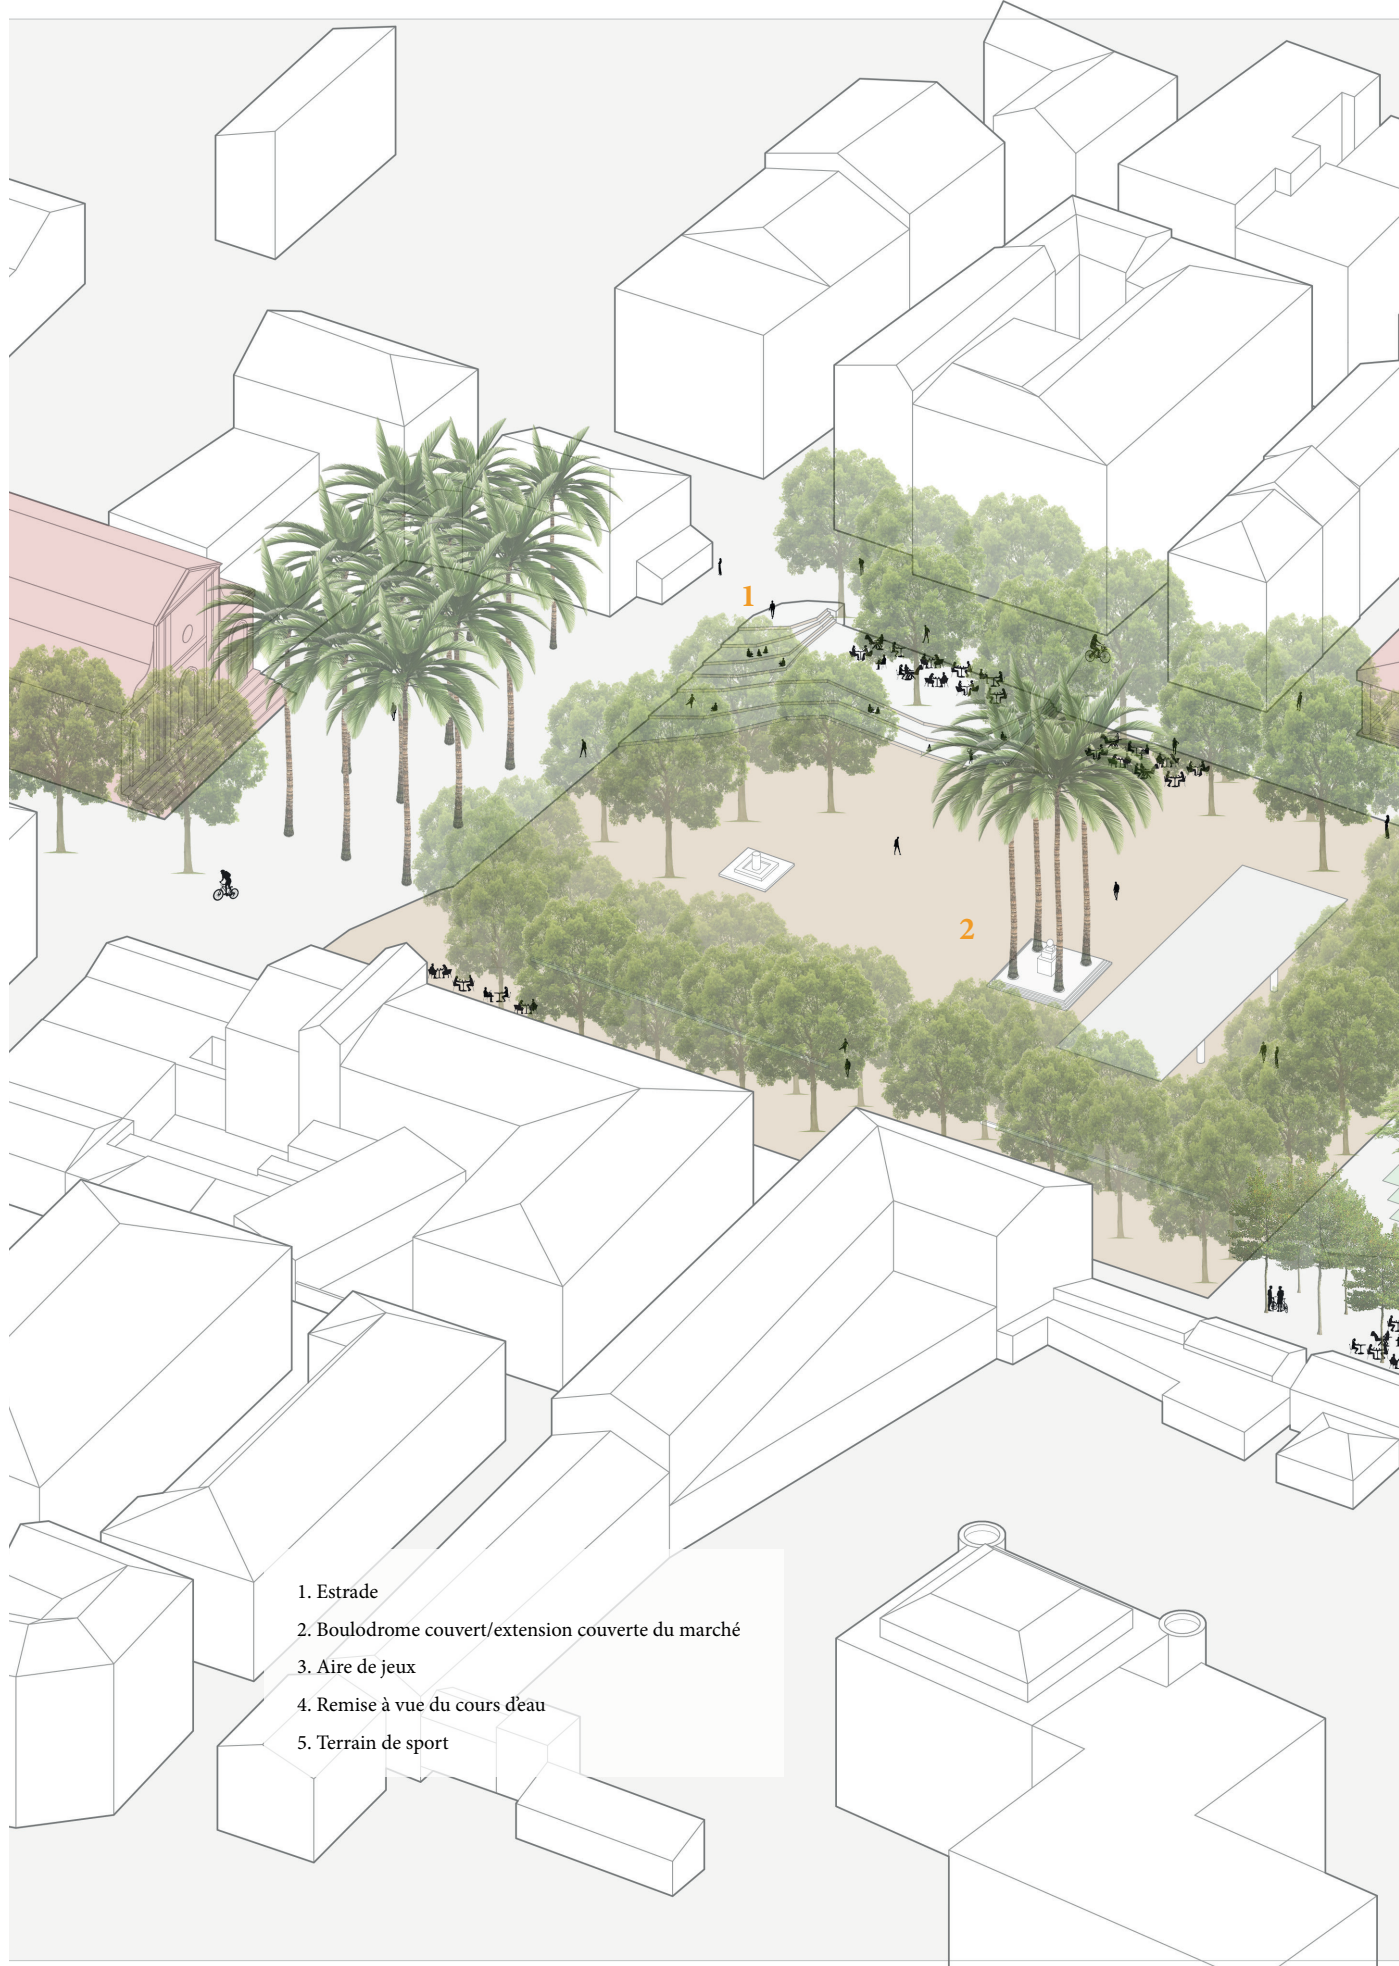 1
2
1. Estrade
2. Boulodrome couvert/extension couverte du marché
3. Aire de jeux
4. Remise à vue du cours d'eau
5. Terrain de sport